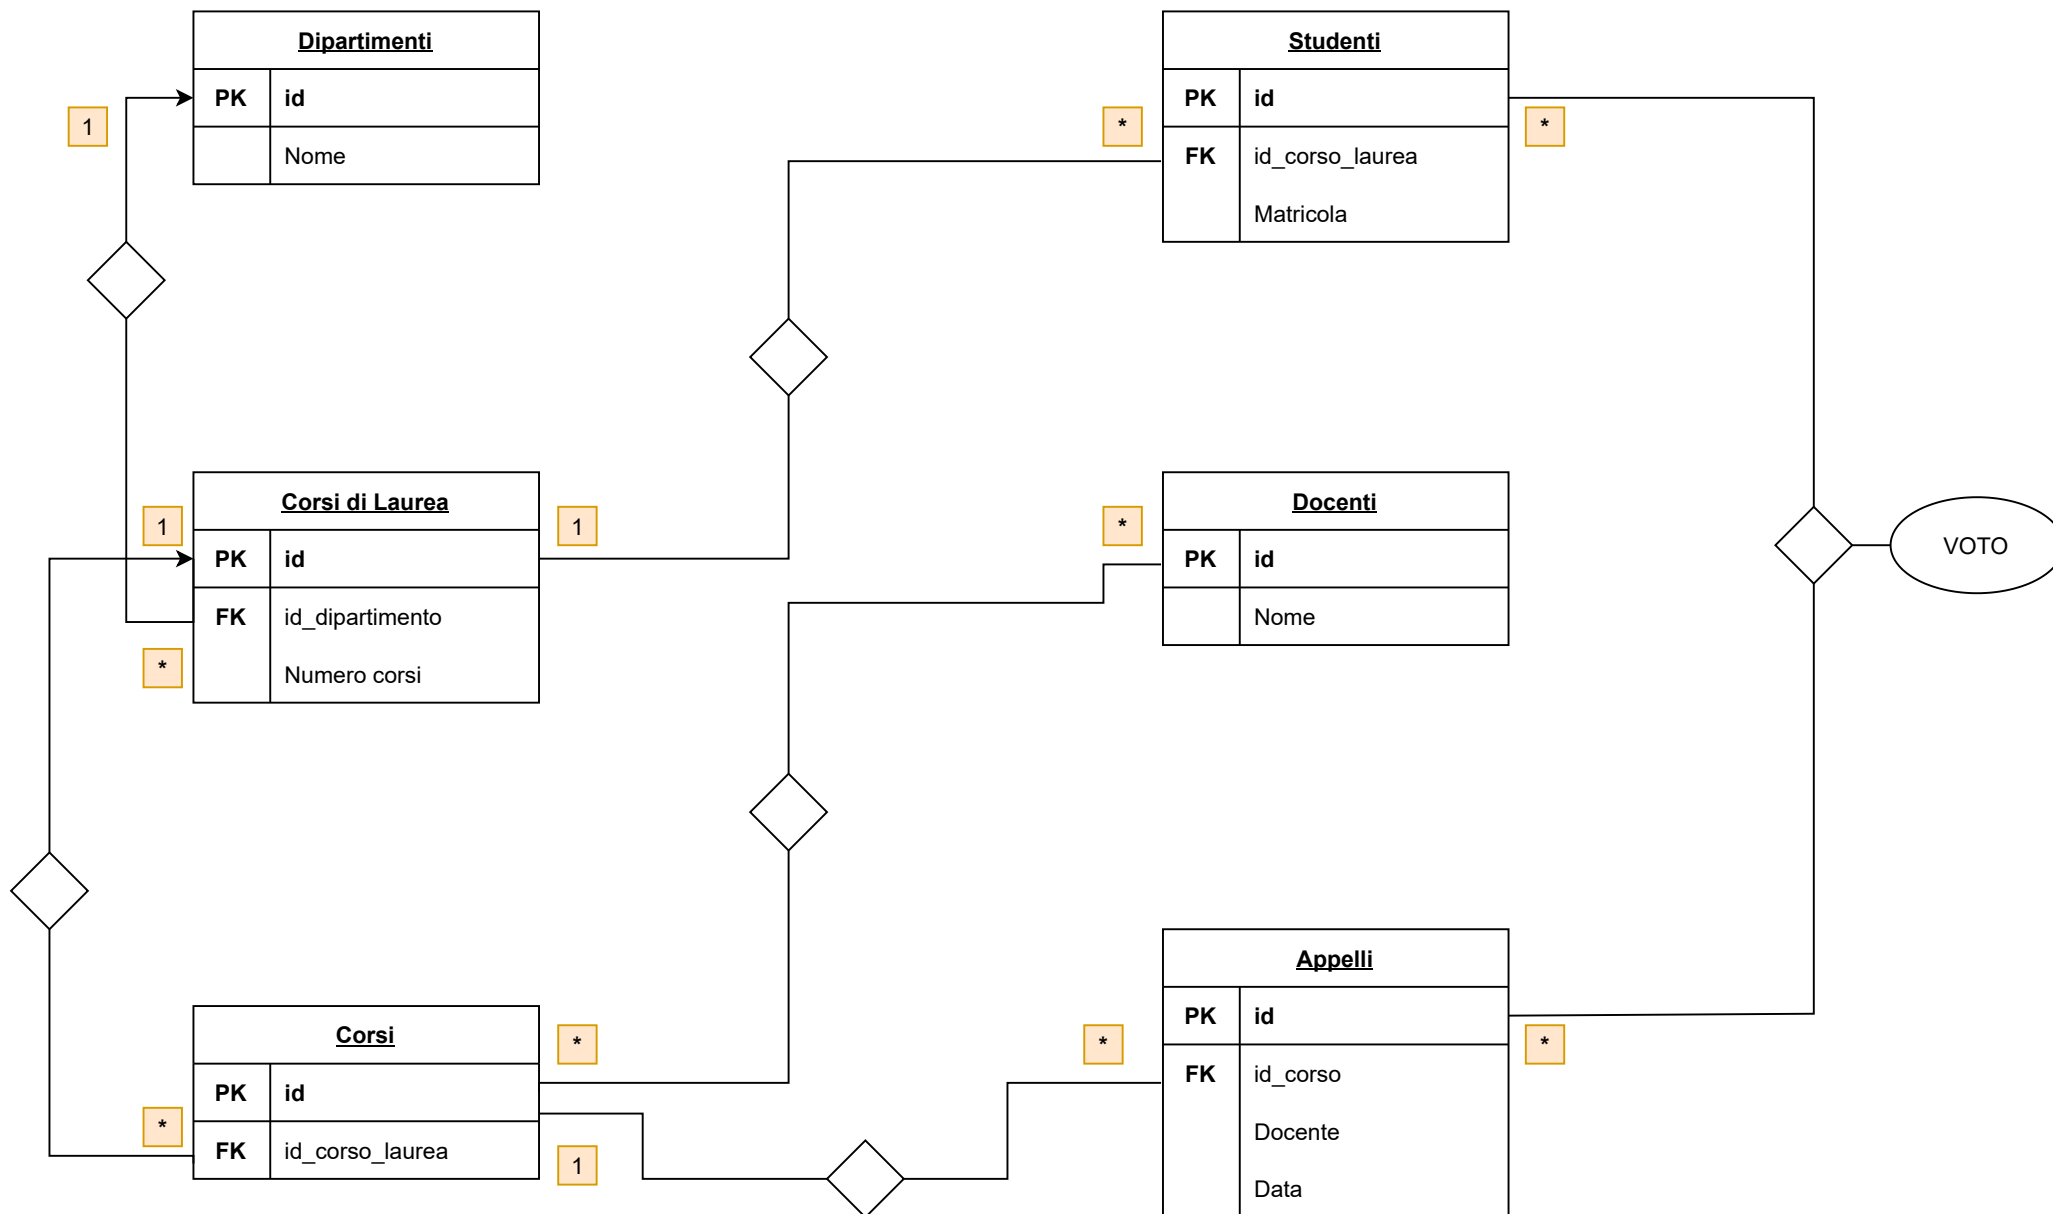 Dipartimenti
PK id
Nome
1
Studenti
PK id
FK id_corso_laurea
Matricola
*
*
Corsi di Laurea
PK id
FK id_dipartimento
Numero corsi
1
1
*
Docenti
PK id
Nome
*
VOTO
Corsi
PK id
FK id_corso_laurea
*
*
1
Appelli
PK id
FK id_corso
Docente
Data
*
*